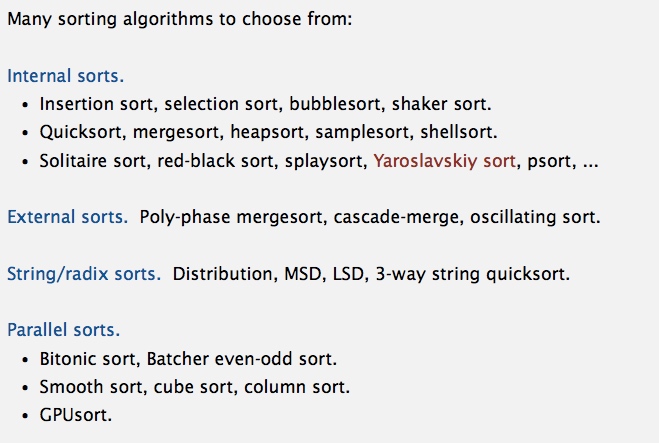 Many sorting algorithms to choose from:
Internal sorts.
• Insertion sort, selection sort, bubblesort, shaker sort.
• Quicksort, mergesort, heapsort, samplesort, shellsort.
• Solitaire sort, red-black sort, splaysort, Yaroslavskiy sort, psort, ...
External sorts. Poly-phase mergesort, cascade-merge, oscillating sort.
String/radix sorts. Distribution, MSD, LSD, 3-way string quicksort.
Parallel sorts.
• Bitonic sort, Batcher even-odd sort.
• Smooth sort, cube sort, column sort.
• GPUsort.